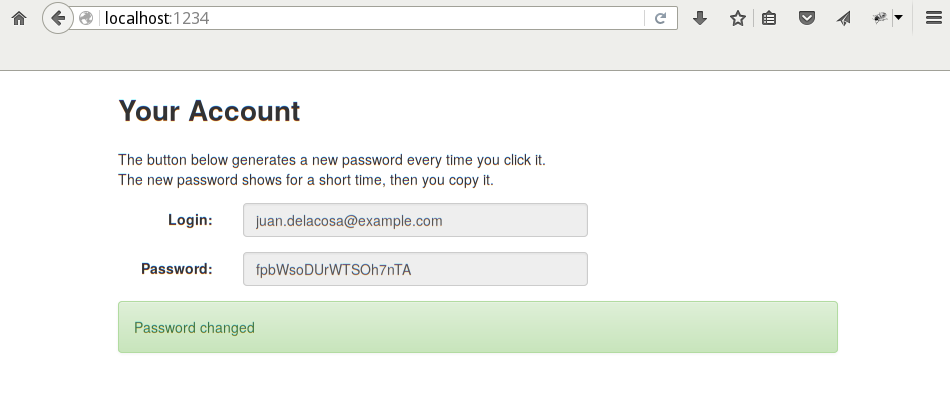 localhost:1234
Your Account
The button below generates a new password every time you click it.
The new password shows for a short time, then you copy it.
Login: juan.delacosa@example.com
Password: fpbWsoDUrWTSOh7nTA
Password changed